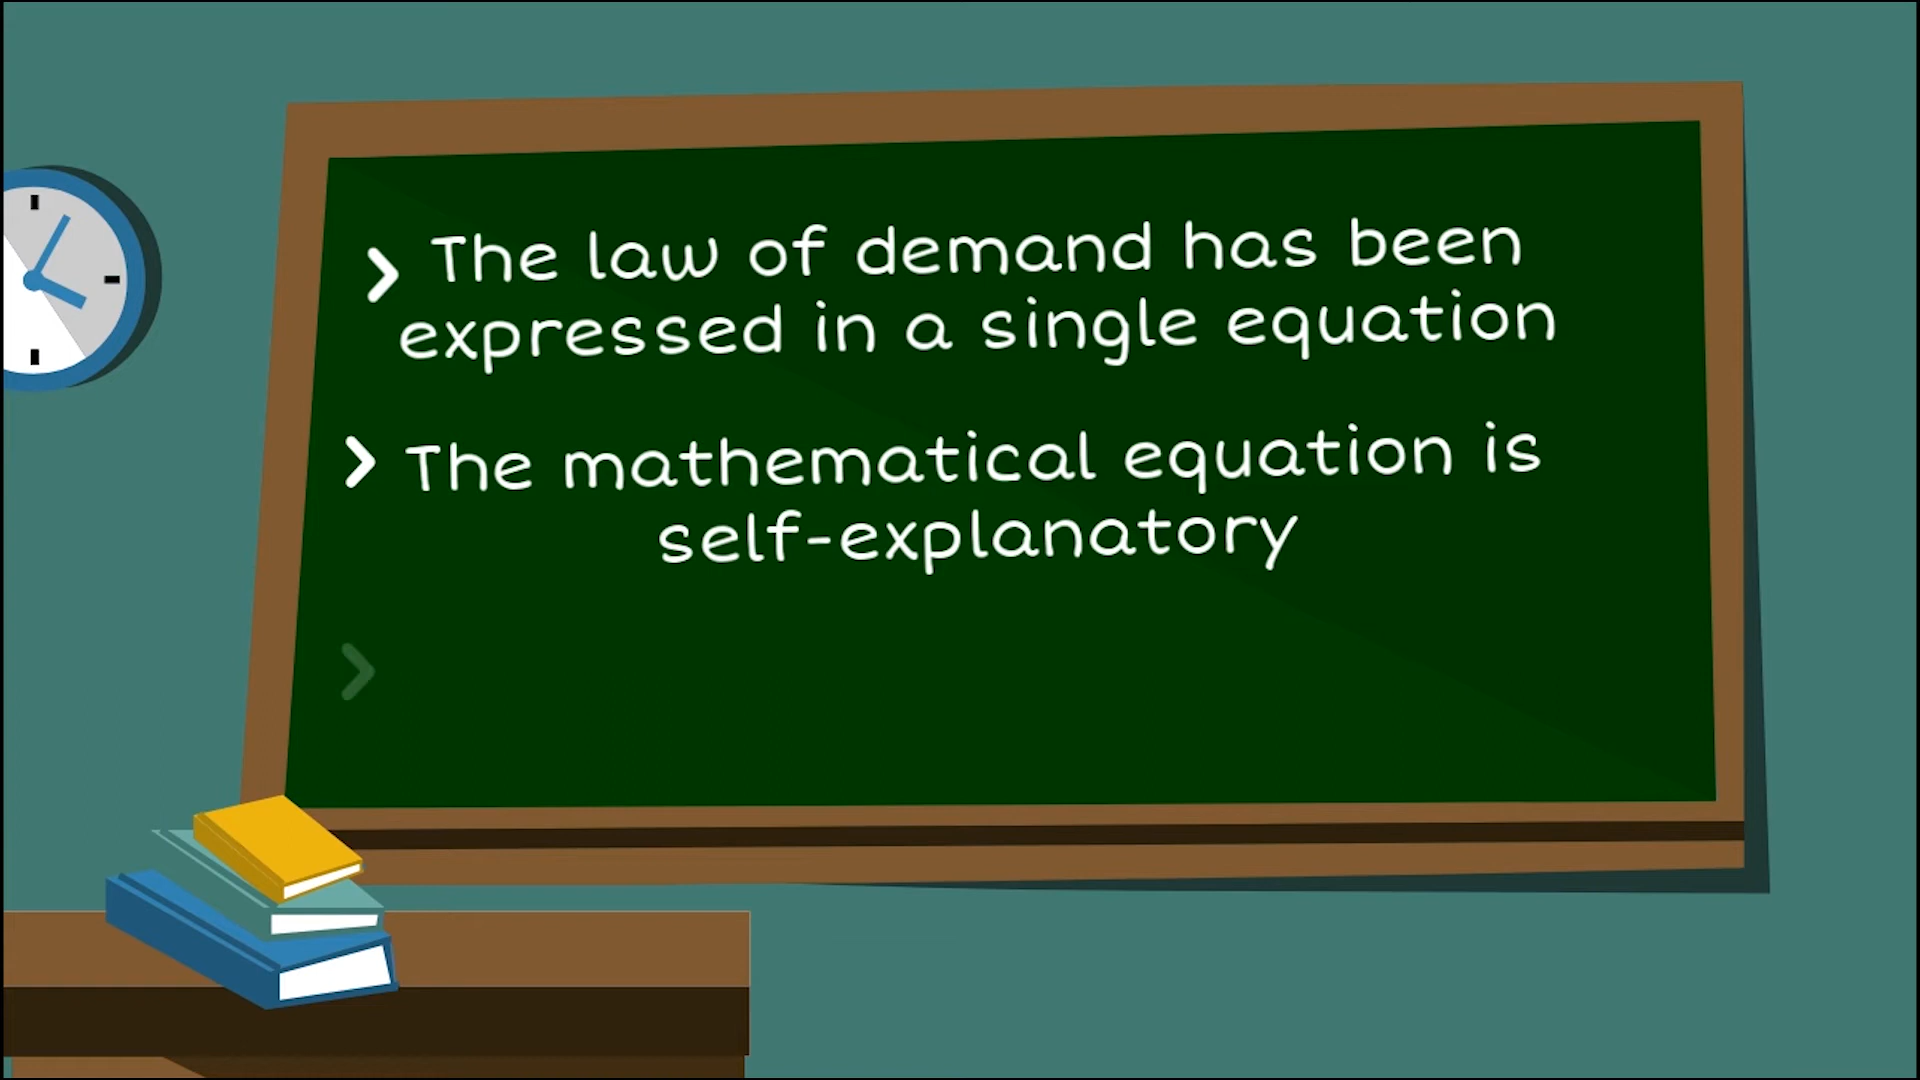 The law of demand has been
expressed in a single equation
The mathematical equation is
self-explanatory